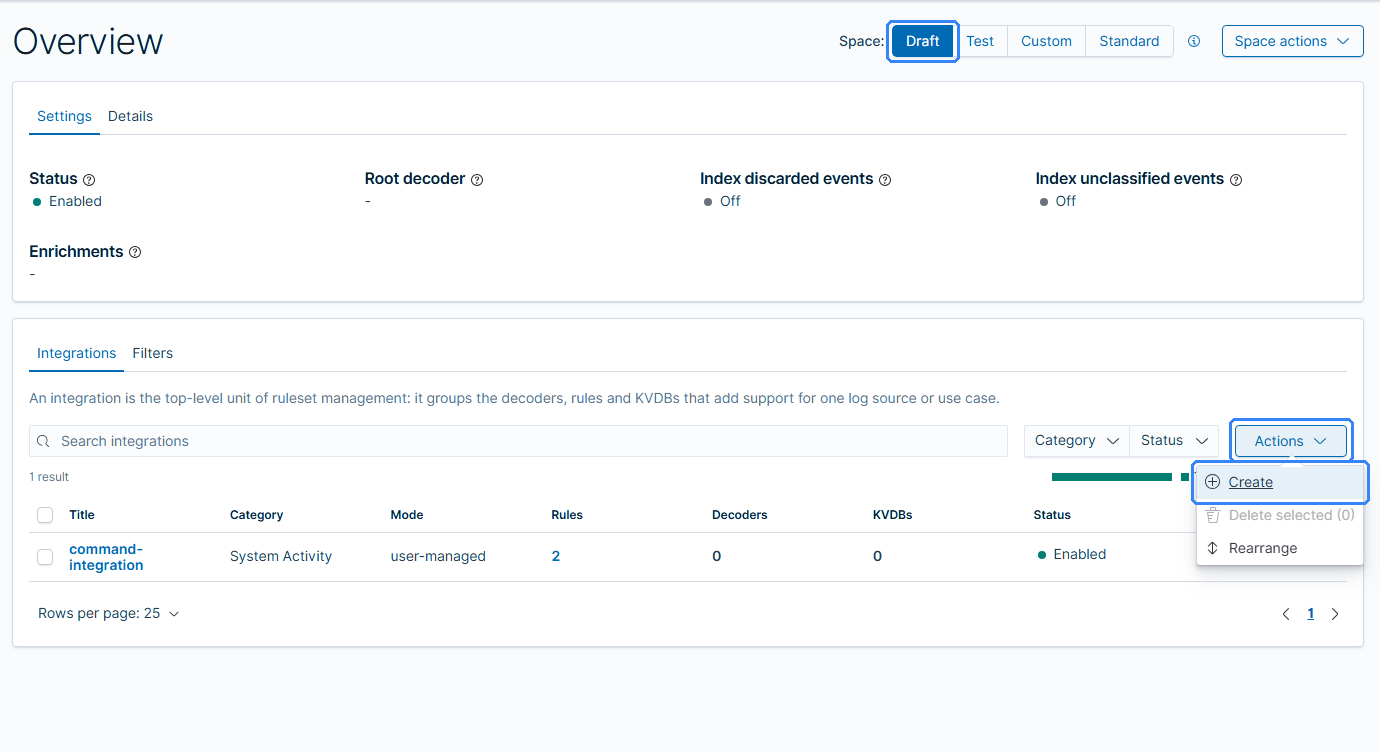 Overview
Space: Draft Test Custom Standard Space actions
Settings Details
Status Root decoder Index discarded events Index unclassified events
Enabled - Off Off
Enrichments
-
Integrations Filters
An integration is the top-level unit of ruleset management: it groups the decoders, rules and KVDBs that add support for one log source or use case.
Search integrations Category Status Actions
1 result
Create
Title Category Mode Rules Decoders KVDBs Status
Delete selected (0)
command-
integration System Activity user-managed 2 0 0 Enabled
Rearrange
Rows per page: 25 1